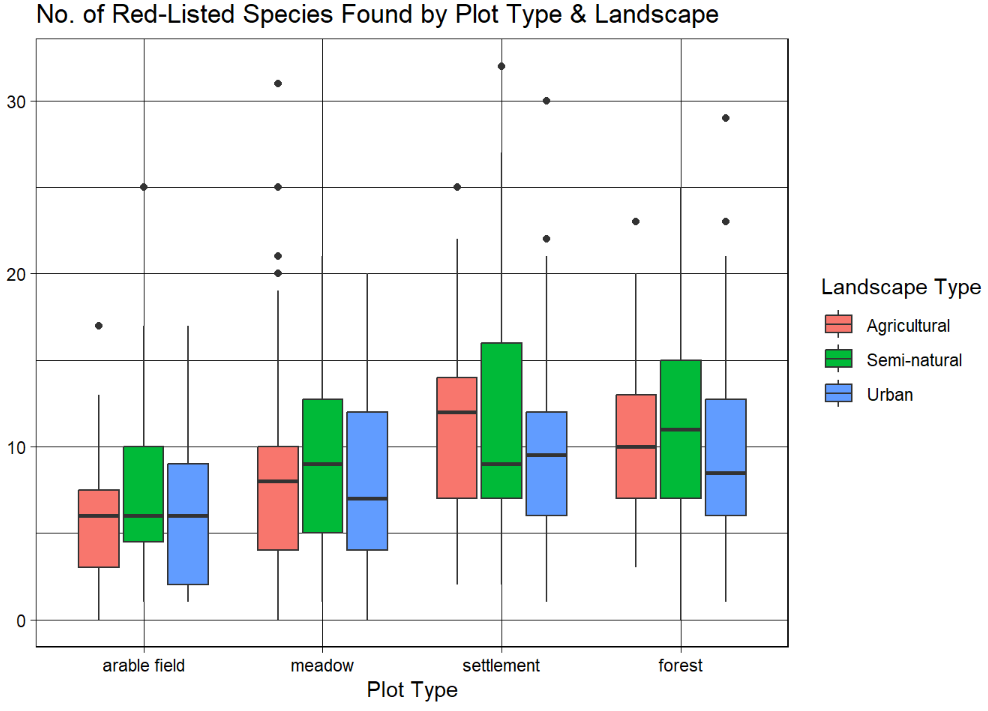 No. of Red-Listed Species Found by Plot Type & Landscape
30
20
10
0
arable field meadow settlement forest
Plot Type
Landscape Type
Agricultural
Semi-natural
Urban